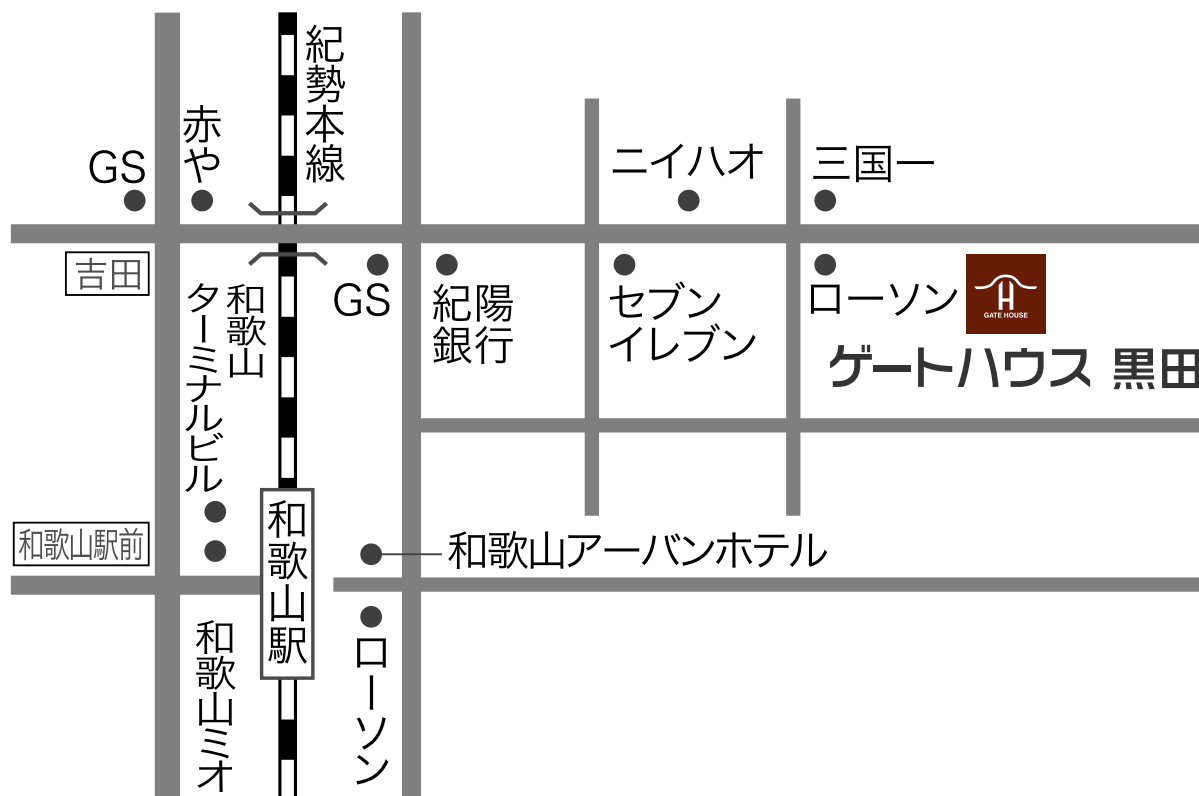 紀勢本線
赤や
GS
ニイハオ
三国一
吉田
和歌山
ターミナルビル
GS
紀陽
銀行
セブン
イレブン
ローソン
H
GATE HOUSE
ゲートハウス 黒田
和歌山駅前
和歌山駅
和歌山アーバンホテル
和歌山ミオ
ローソン